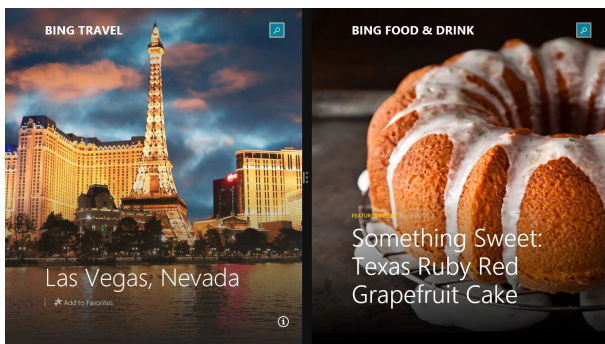 BING TRAVEL
Las Vegas, Nevada
Add to Favorites
BING FOOD & DRINK
Something Sweet:
Texas Ruby Red
Grapefruit Cake